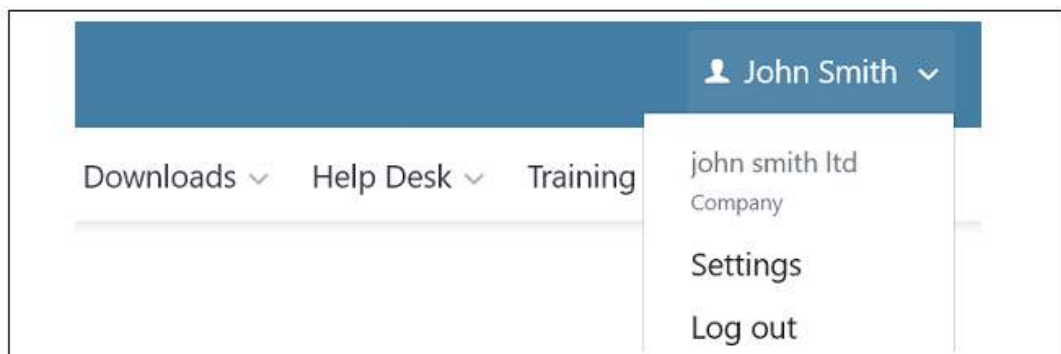 John Smith
Downloads Help Desk Training
john smith ltd
Company
Settings
Log out